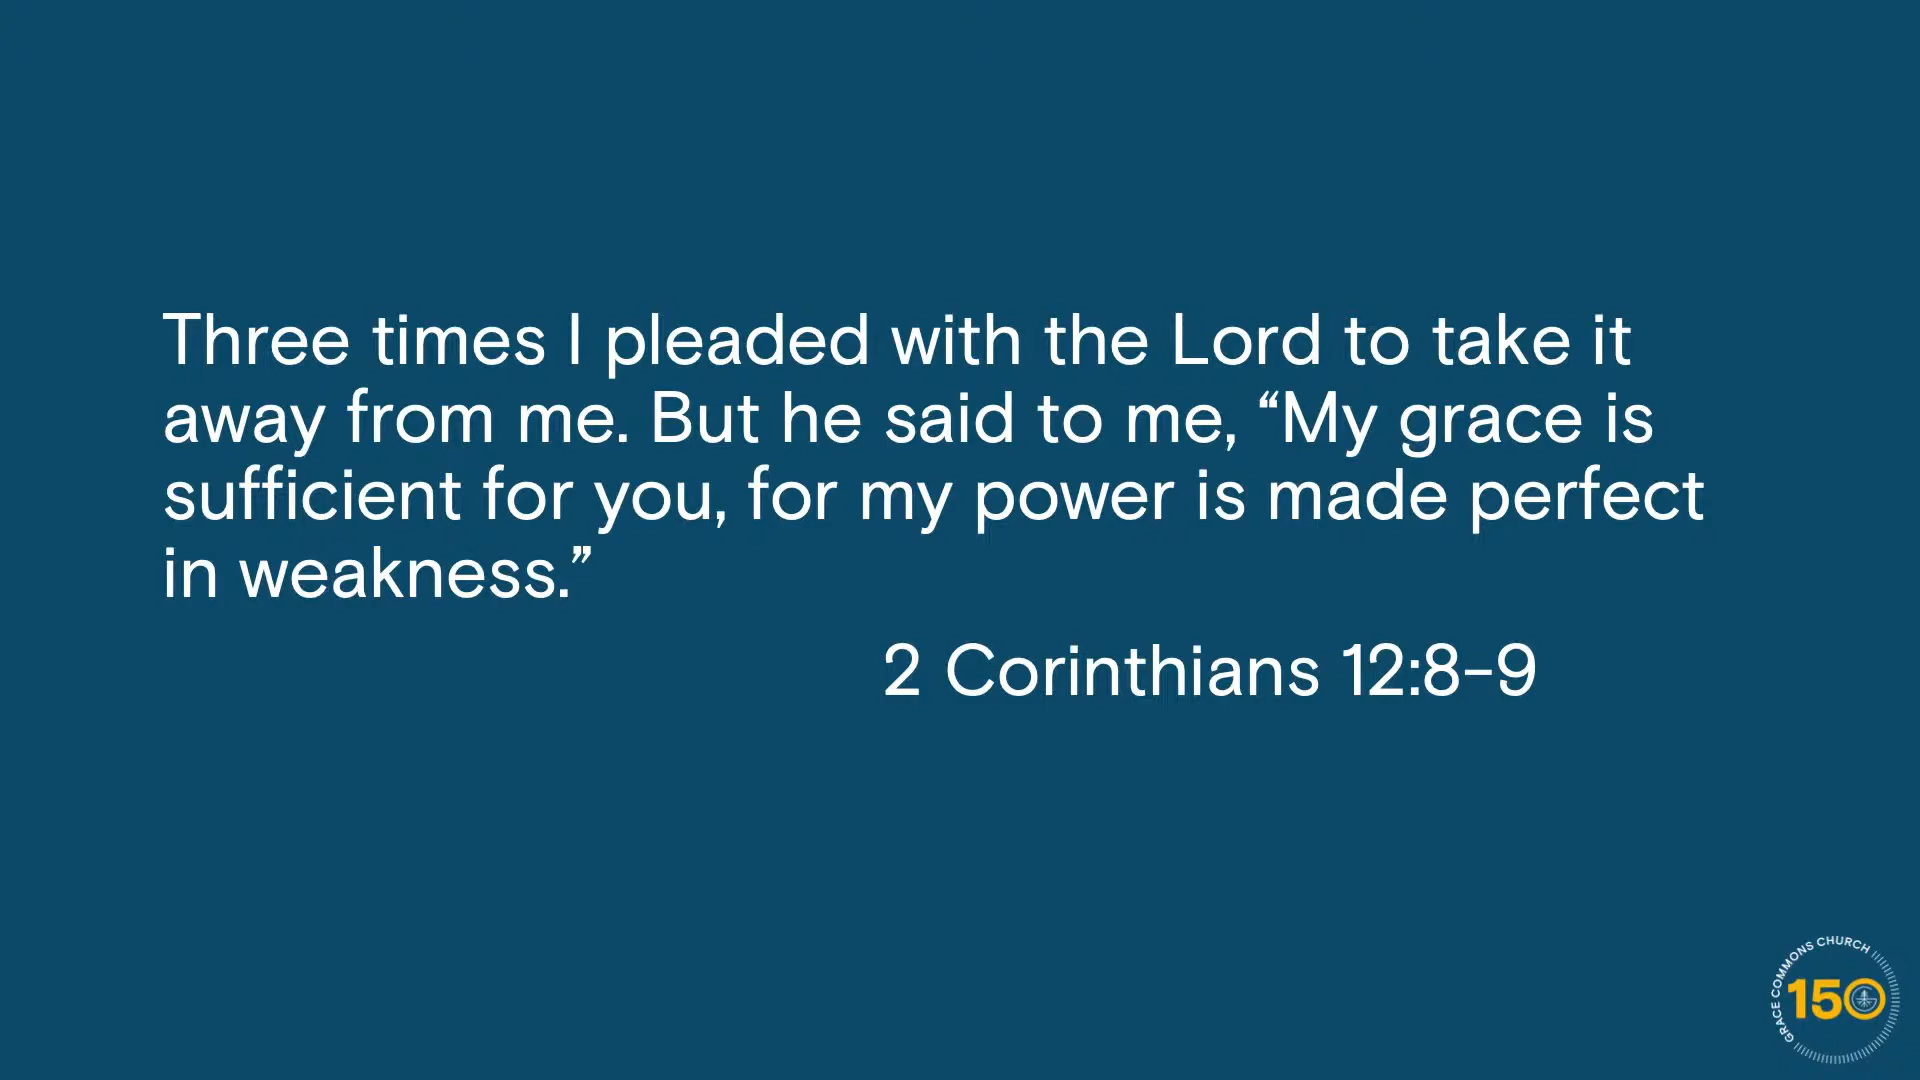 Three times I pleaded with the Lord to take it
away from me. But he said to me, “My grace is
sufficient for you, for my power is made perfect
in weakness.”
2 Corinthians 12:8–9
GRACE COMMONS CHURCH
150